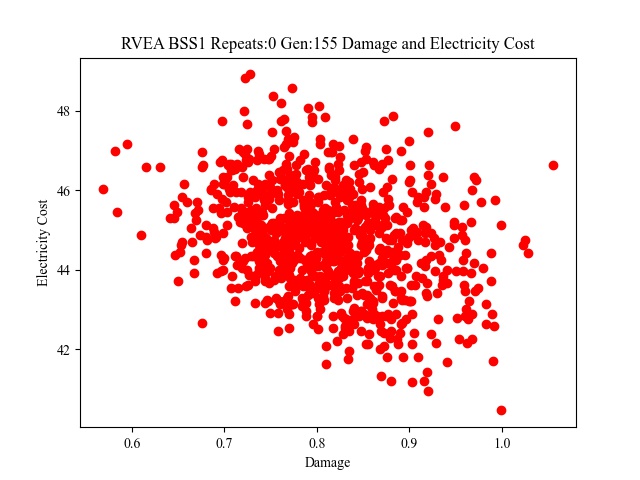 RVEA BSS1 Repeats:0 Gen:155 Damage and Electricity Cost
48
46
44
42
Electricity Cost
0.6 0.7 0.8 0.9 1.0
Damage